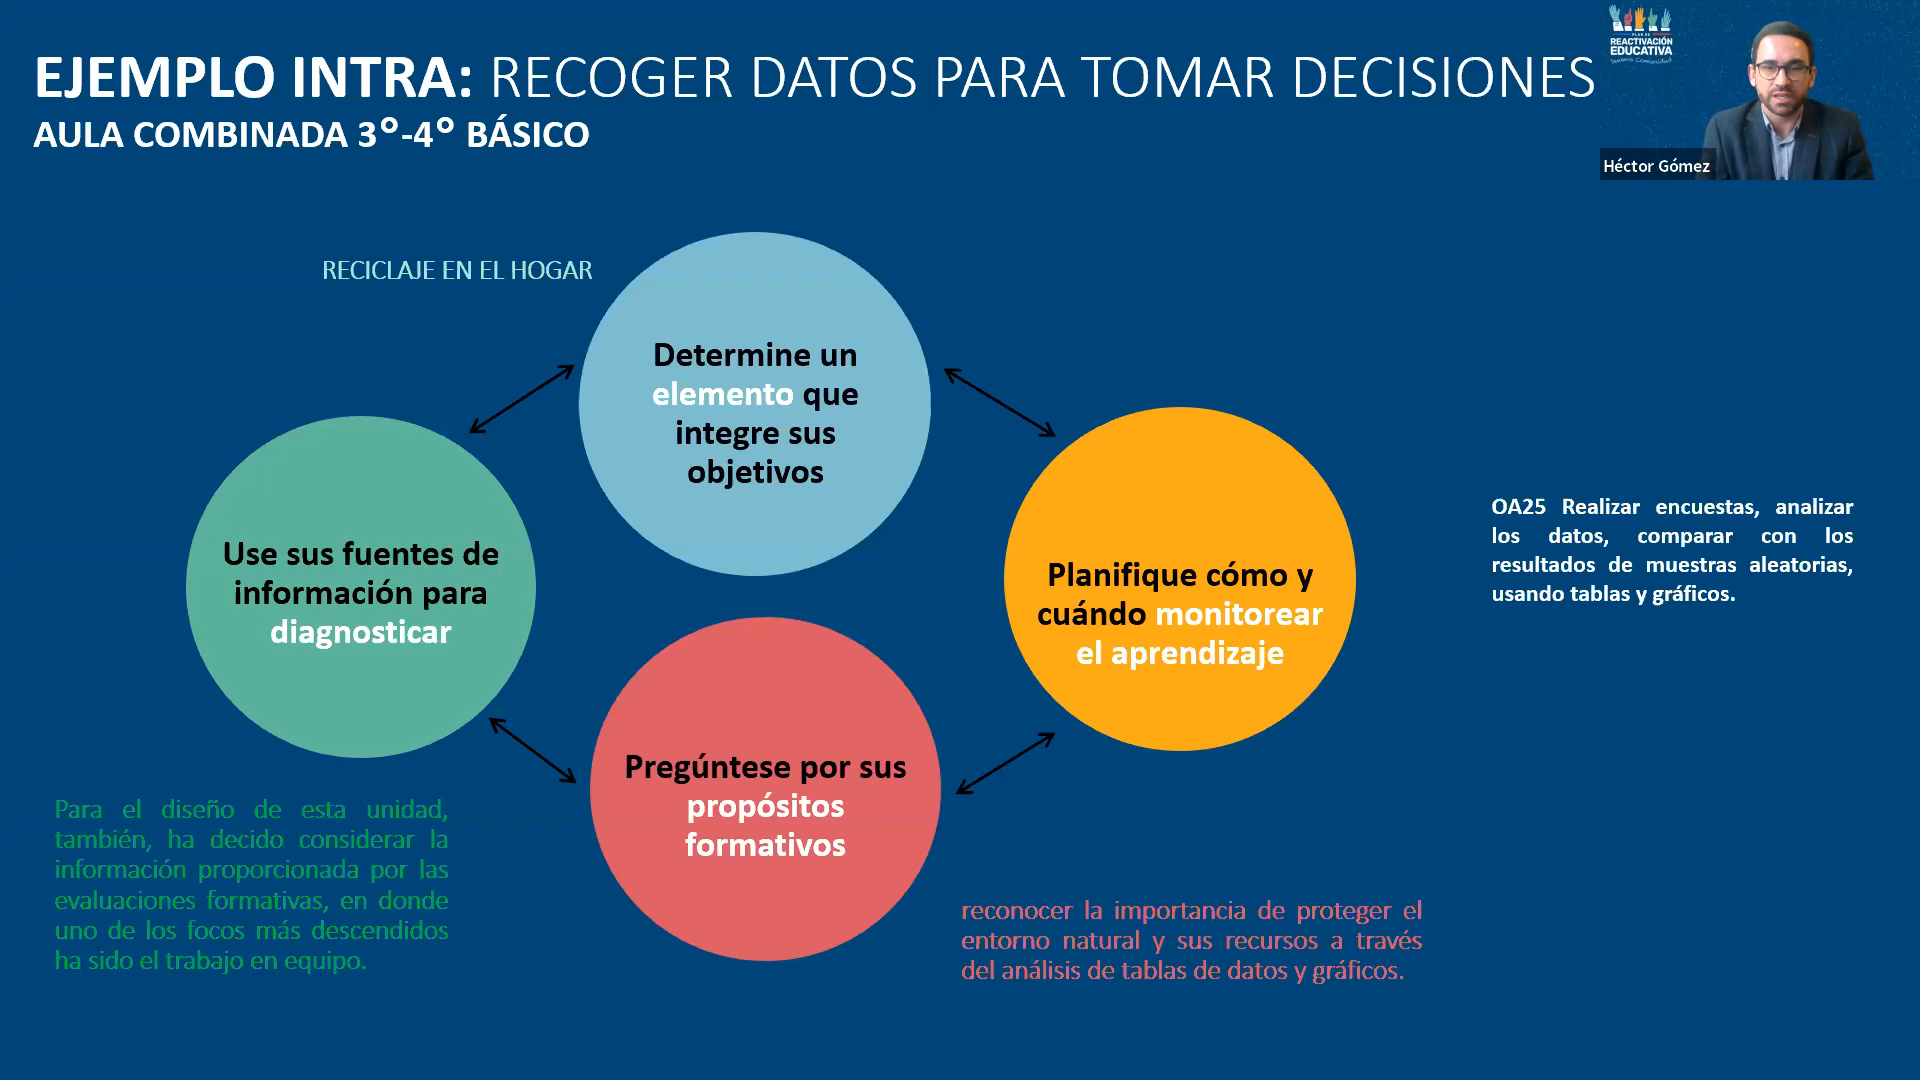 EJEMPLO INTRA: RECOGER DATOS PARA TOMAR DECISIONES
AULA COMBINADA 3°-4° BÁSICO
PLAN DE
REACTIVACIÓN
EDUCATIVA
Seamos Comunidad
Héctor Gómez
RECICLAJE EN EL HOGAR
Determine un
elemento que
integre sus
objetivos
Use sus fuentes de
información para
diagnosticar
Planifique cómo y
cuándo monitorear
el aprendizaje
OA25 Realizar encuestas, analizar
los datos, comparar con los
resultados de muestras aleatorias,
usando tablas y gráficos.
Pregúntese por sus
propósitos
formativos
Para el diseño de esta unidad,
también, ha decido considerar la
información proporcionada por las
evaluaciones formativas, en donde
uno de los focos más descendidos
ha sido el trabajo en equipo.
reconocer la importancia de proteger el
entorno natural y sus recursos a través
del análisis de tablas de datos y gráficos.